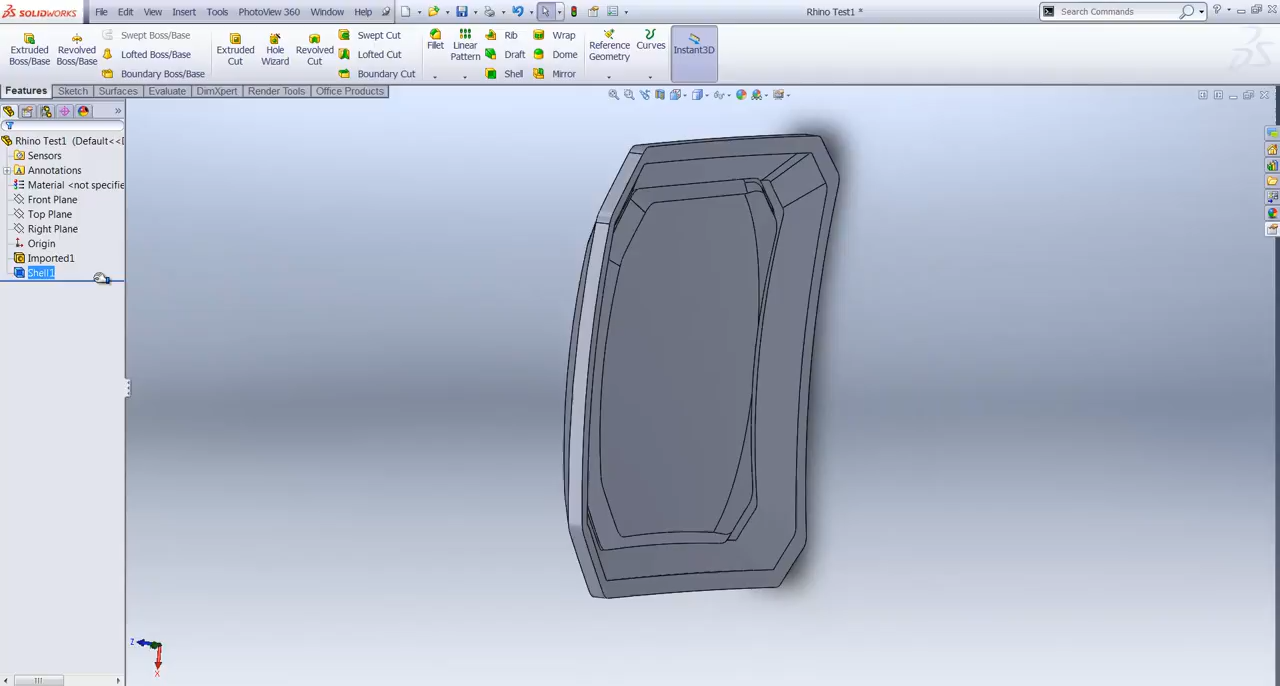 SOLIDWORKS File Edit View Insert Tools PhotoView 360 Window Help Rhino Test1 * Search Commands
Extruded Boss/Base
Revolved Boss/Base
Swept Boss/Base
Lofted Boss/Base
Boundary Boss/Base
Extruded Cut
Hole Wizard
Revolved Cut
Swept Cut
Lofted Cut
Boundary Cut
Fillet
Linear Pattern
Rib
Draft
Shell
Wrap
Dome
Mirror
Reference Geometry
Curves
Instant3D
Features Sketch Surfaces Evaluate DimXpert Render Tools Office Products
Rhino Test1 (Default<<D
Sensors
Annotations
Material <not specifie
Front Plane
Top Plane
Right Plane
Origin
Imported1
Shell1
Z
X